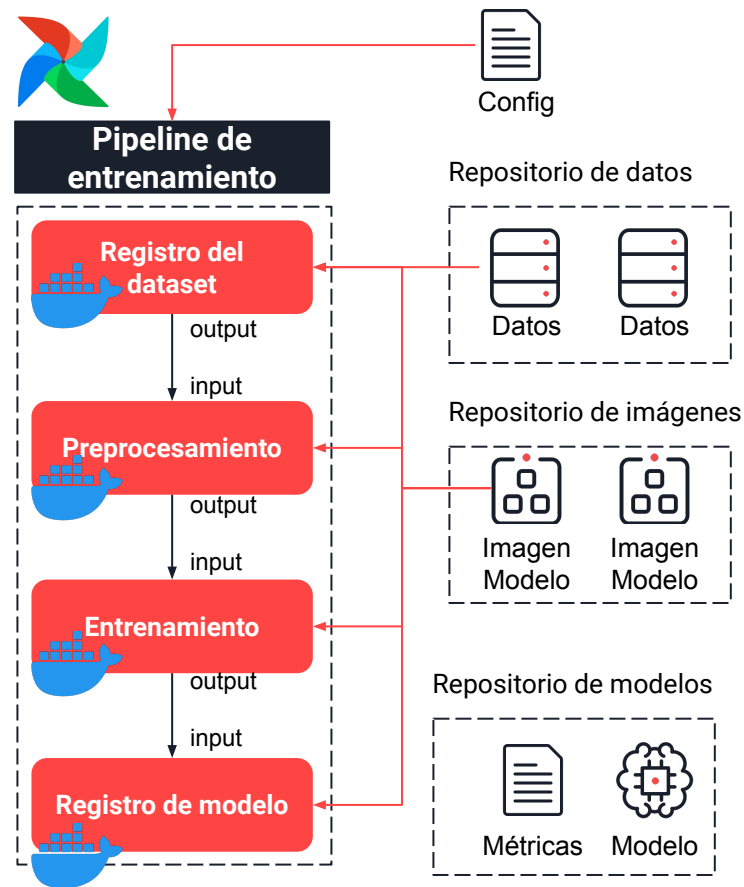 Config
Pipeline de
entrenamiento
Registro del
dataset
output
input
Preprocesamiento
output
input
Entrenamiento
output
input
Registro de modelo
Repositorio de datos
Datos
Datos
Repositorio de imágenes
Imagen
Modelo
Imagen
Modelo
Repositorio de modelos
Métricas
Modelo